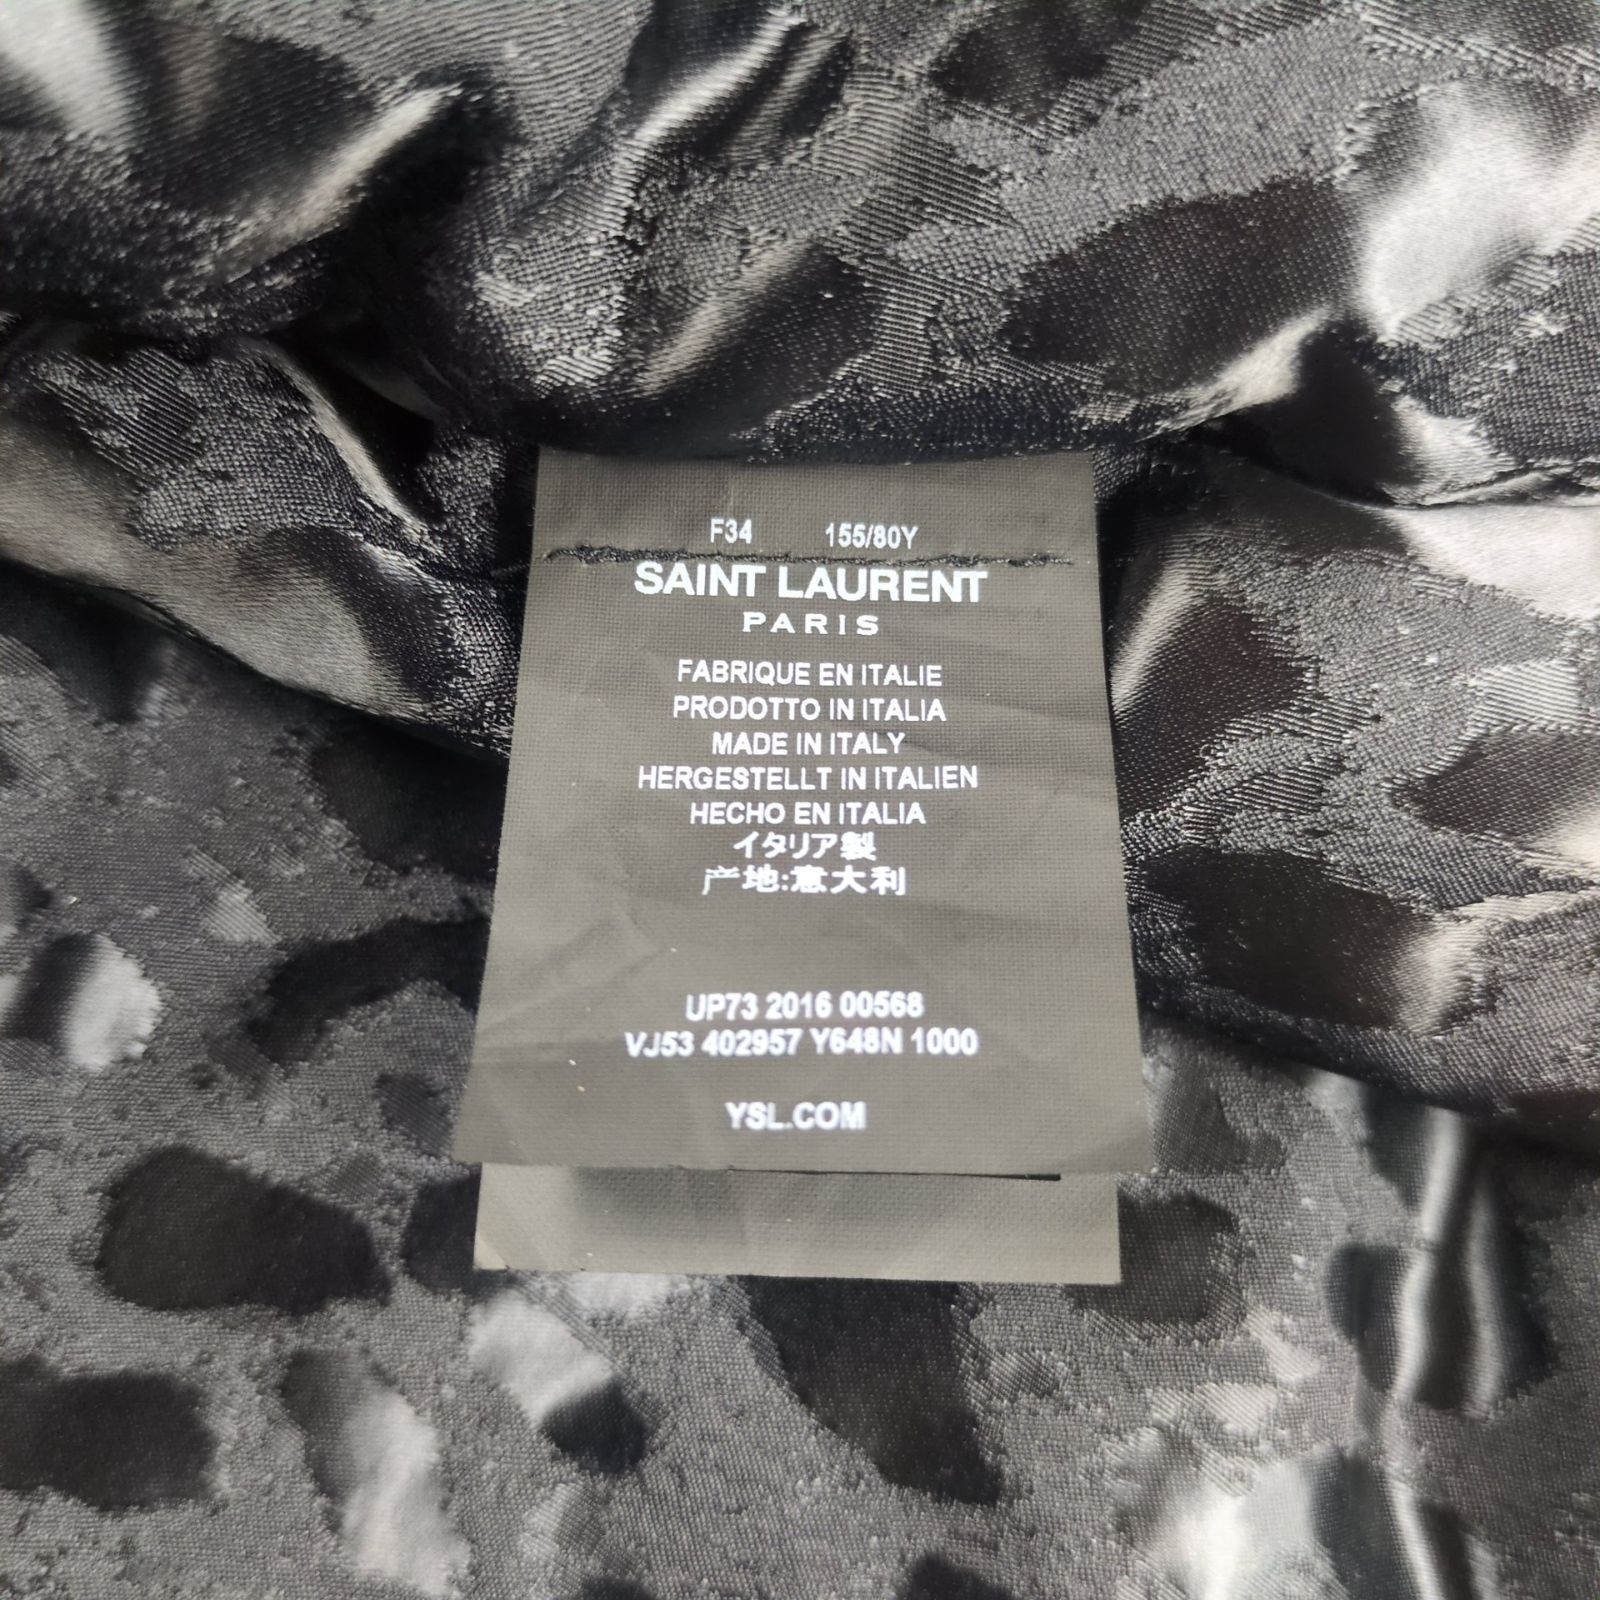 F34 155/80Y
SAINT LAURENT
PARIS
FABRIQUE EN ITALIE
PRODOTTO IN ITALIA
MADE IN ITALY
HERGESTELLT IN ITALIEN
HECHO EN ITALIA
イタリア製
产地:意大利
UP73 2016 00568
VJ53 402957 Y648N 1000
YSL.COM